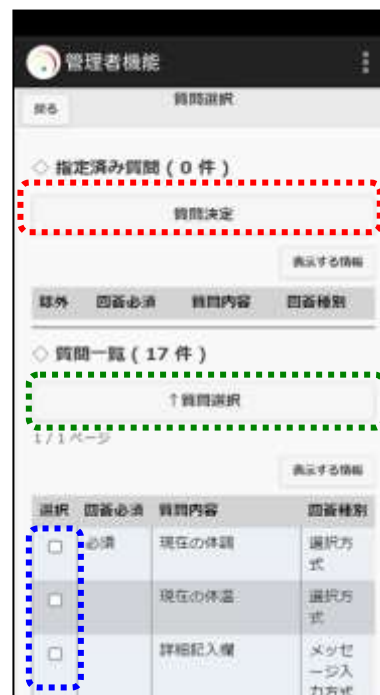 管理者機能
戻る
質問選択
◇ 指定済み質問 ( 0 件 )
質問決定
表示する情報
除外 回答必須 質問内容 回答種別
◇ 質問一覧 ( 17 件 )
↑質問選択
1 / 1 ページ
表示する情報
選択 回答必須 質問内容 回答種別
必須 現在の体調 選択方
式
現在の体温 選択方
式
詳細記入欄 メッセ
ージ入
力方式